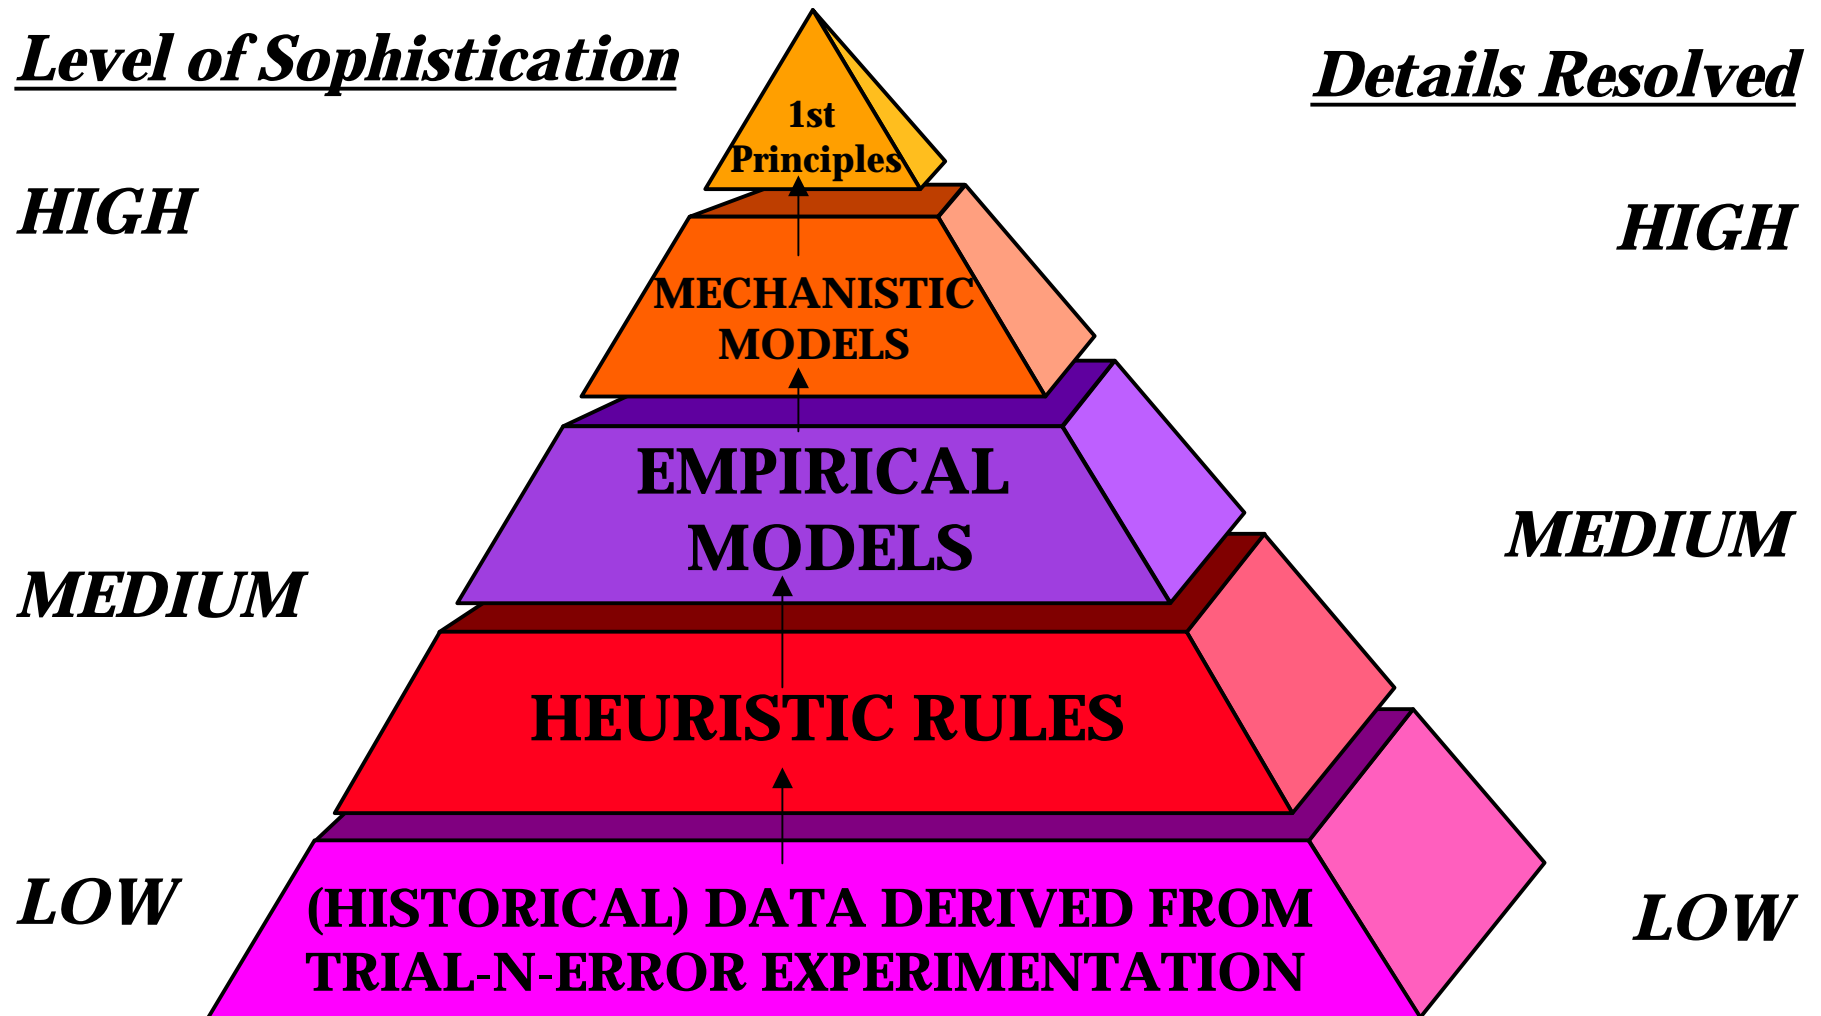 Level of Sophistication
Details Resolved
1st
Principles
HIGH
HIGH
MECHANISTIC
MODELS
EMPIRICAL
MODELS
MEDIUM
MEDIUM
HEURISTIC RULES
LOW
LOW
(HISTORICAL) DATA DERIVED FROM
TRIAL-N-ERROR EXPERIMENTATION